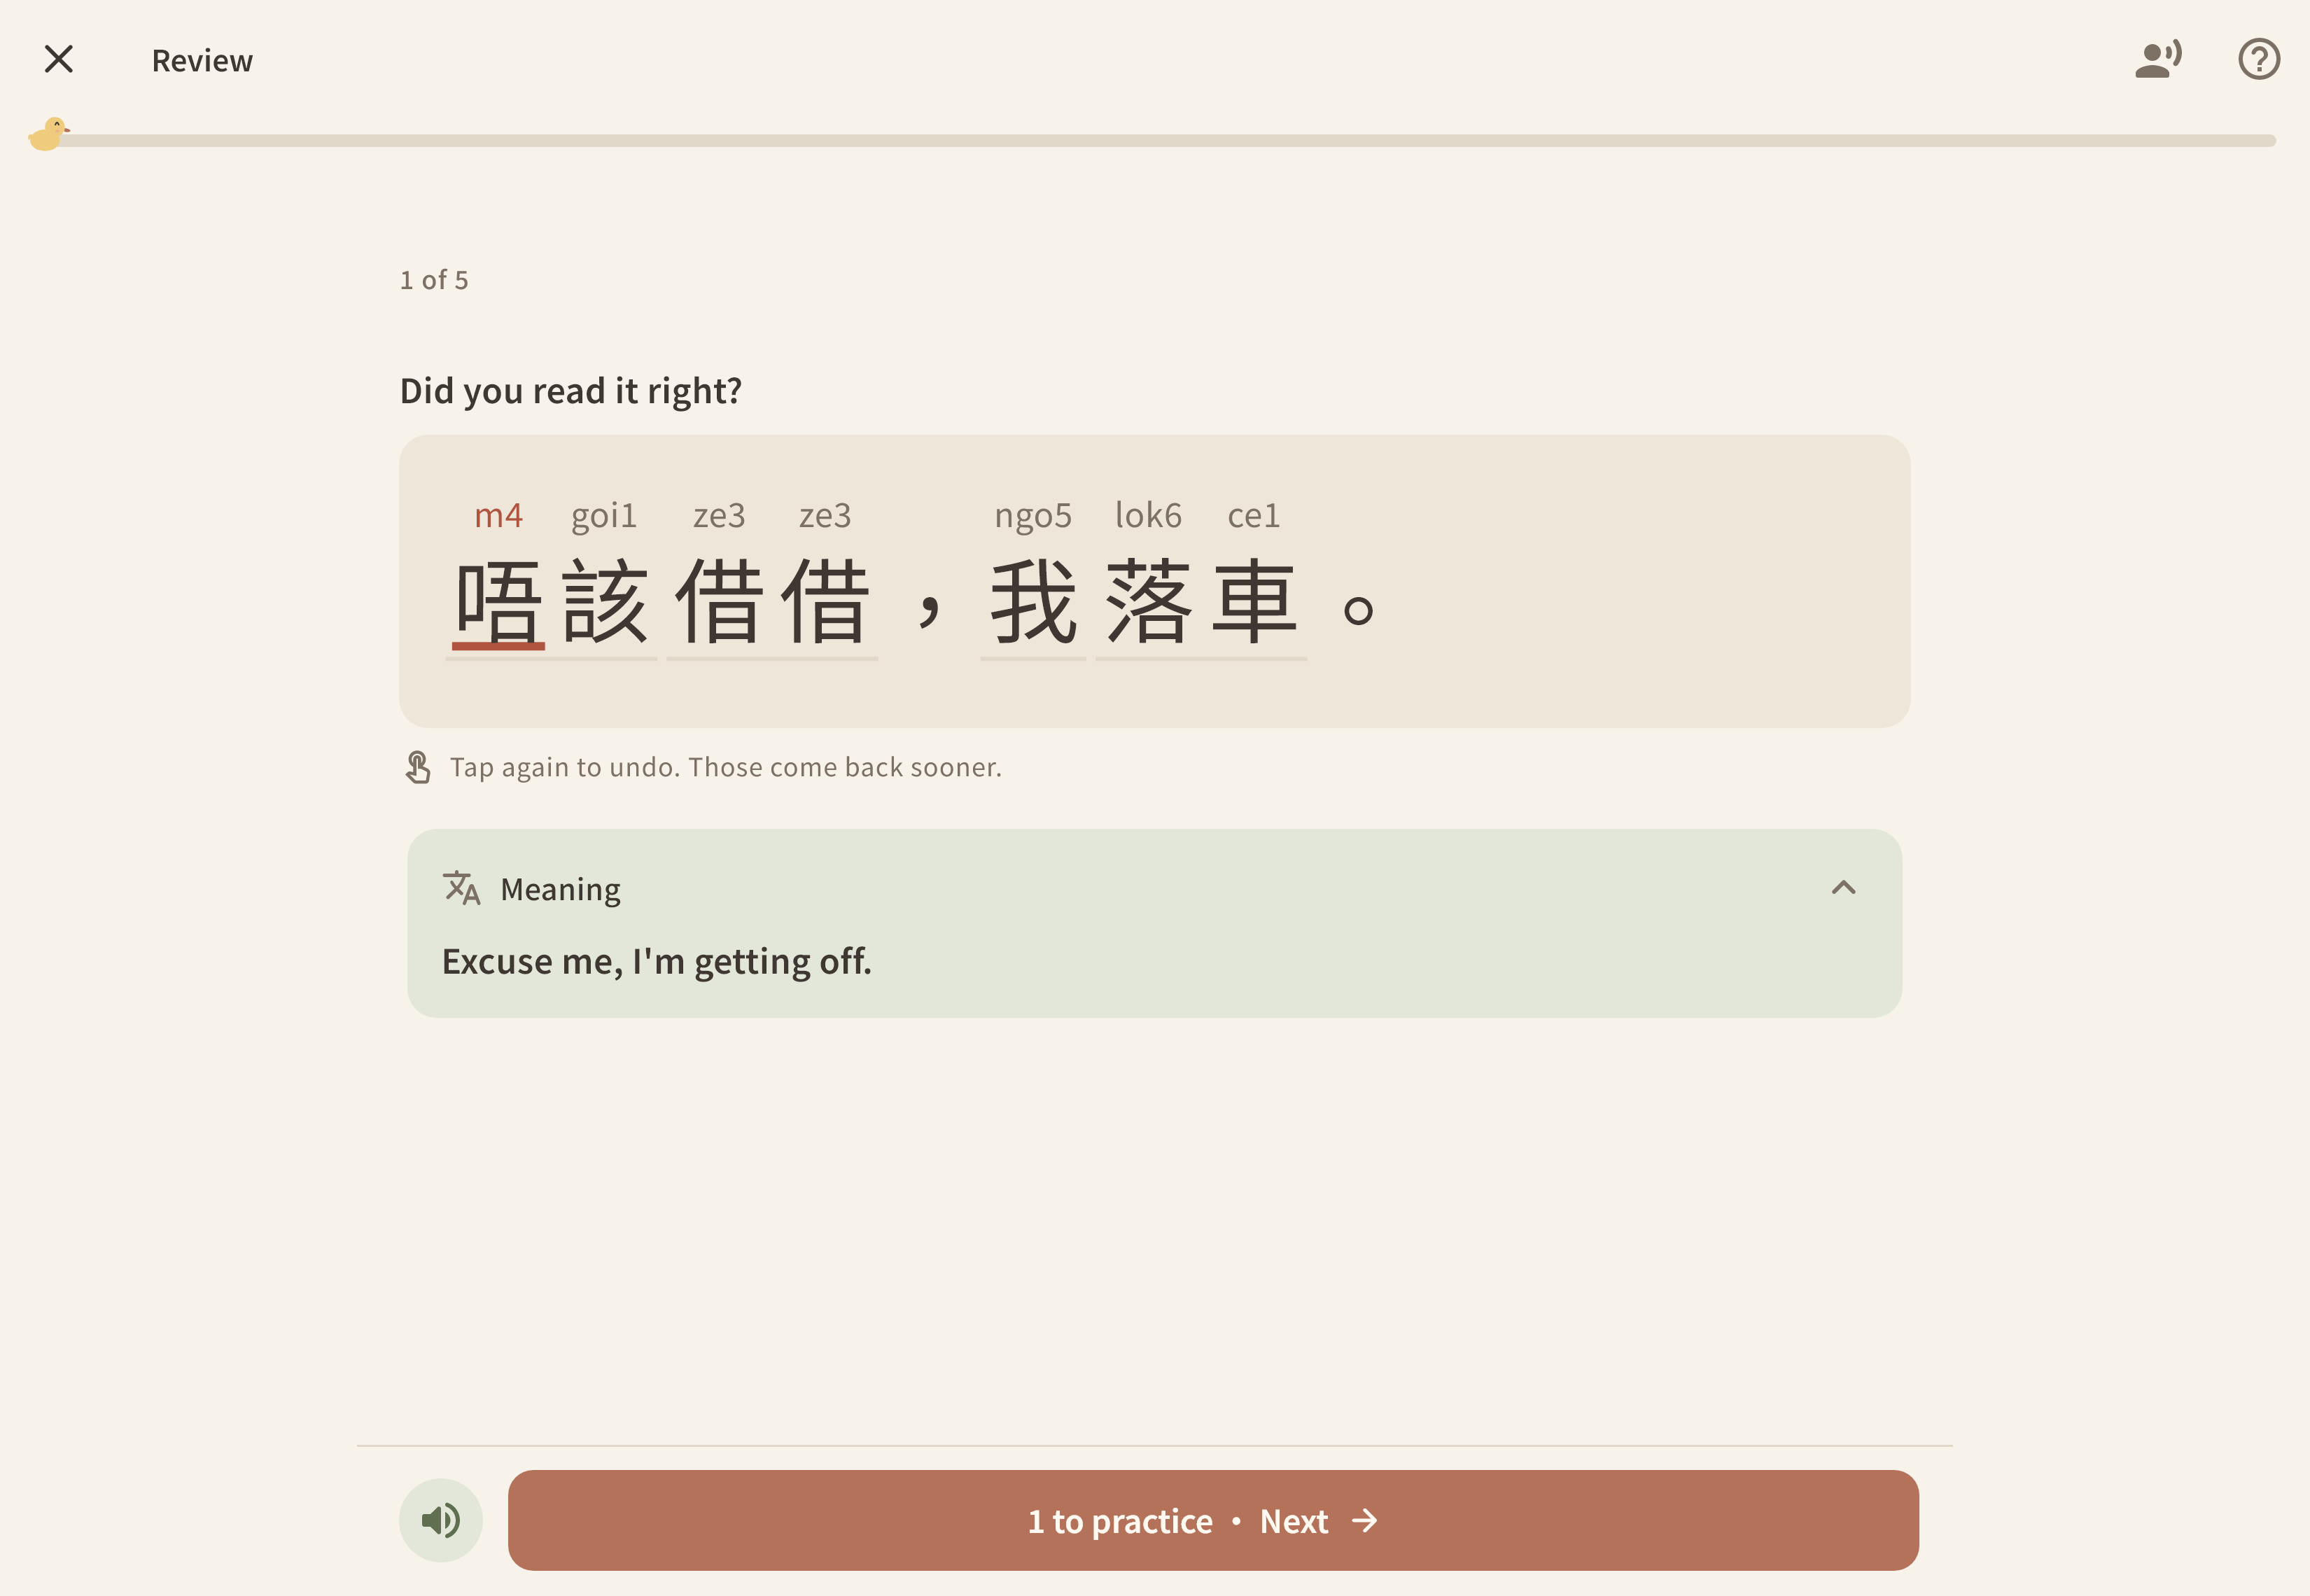 Review
1 of 5
Did you read it right?
m4 goi1 ze3 ze3 ngo5 lok6 ce1
唔該借借，我落車。
Tap again to undo. Those come back sooner.
Meaning
Excuse me, I'm getting off.
1 to practice • Next →